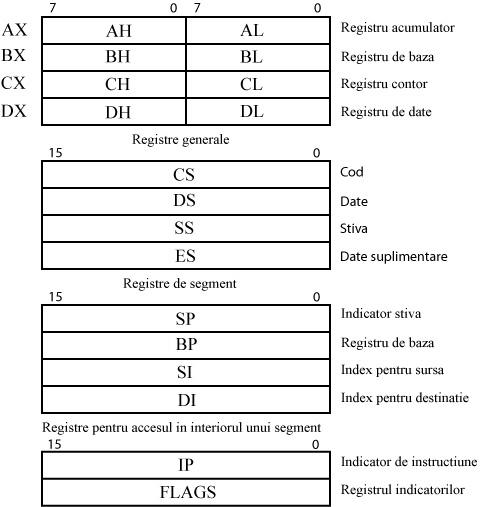 7 0 7 0
AX AH AL Registru acumulator
BX BH BL Registru de baza
CX CH CL Registru contor
DX DH DL Registru de date
Registre generale
15 0
CS Cod
DS Date
SS Stiva
ES Date suplimentare
Registre de segment
15 0
SP Indicator stiva
BP Registru de baza
SI Index pentru sursa
DI Index pentru destinatie
Registre pentru accesul in interiorul unui segment
15 0
IP Indicator de instructiune
FLAGS Registrul indicatorilor